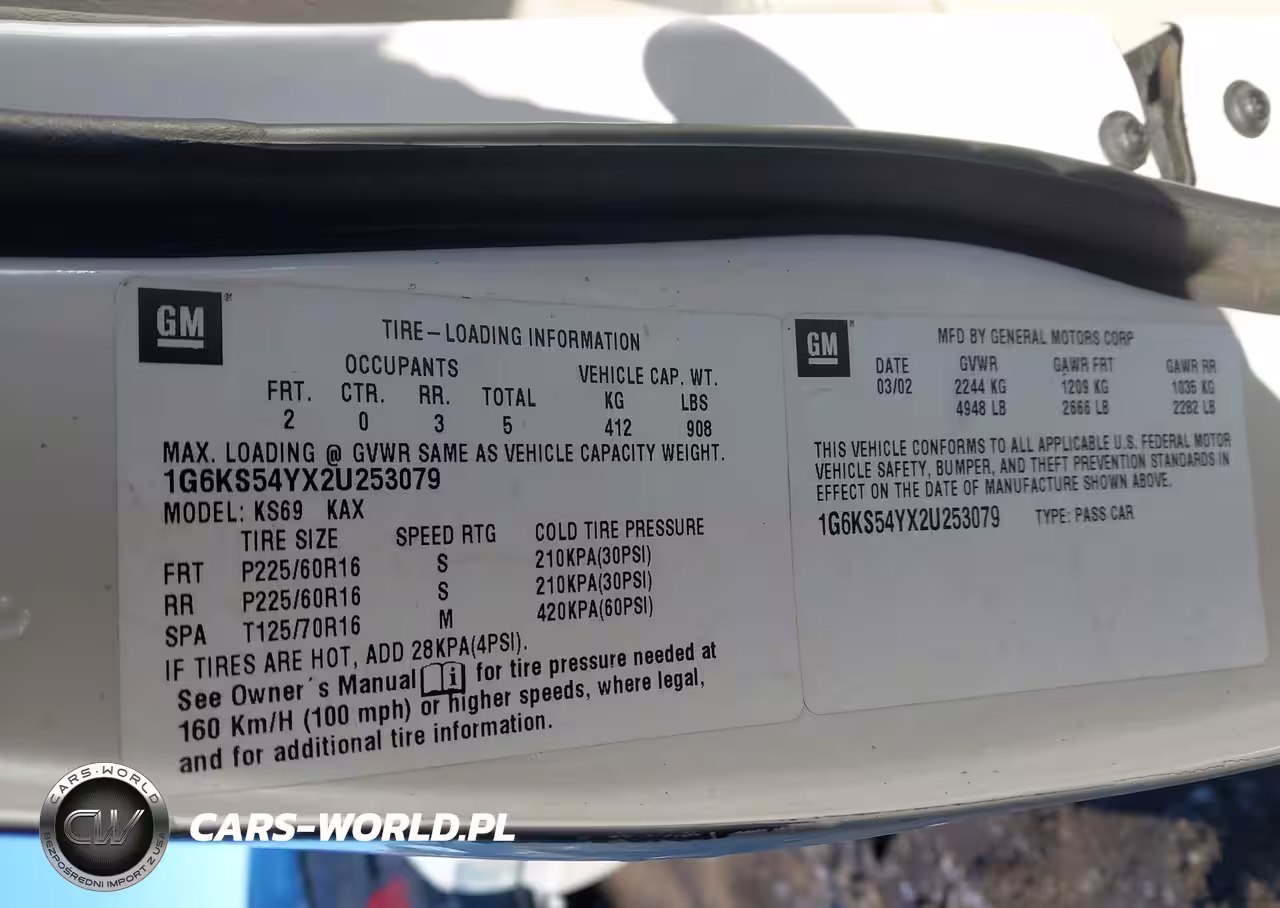 GM ®
TIRE–LOADING INFORMATION
OCCUPANTS VEHICLE CAP. WT.
FRT. CTR. RR. TOTAL KG LBS
2 0 3 5 412 908
MAX. LOADING @ GVWR SAME AS VEHICLE CAPACITY WEIGHT.
1G6KS54YX2U253079
MODEL: KS69 KAX
TIRE SIZE SPEED RTG COLD TIRE PRESSURE
FRT P225/60R16 S 210KPA(30PSI)
RR P225/60R16 S 210KPA(30PSI)
SPA T125/70R16 M 420KPA(60PSI)
IF TIRES ARE HOT, ADD 28KPA(4PSI).
See Owner´s Manual i for tire pressure needed at
160 Km/H (100 mph) or higher speeds, where legal,
and for additional tire information.
GM ®
MFD BY GENERAL MOTORS CORP
DATE GVWR GAWR FRT GAWR RR
03/02 2244 KG 1209 KG 1035 KG
4948 LB 2666 LB 2282 LB
THIS VEHICLE CONFORMS TO ALL APPLICABLE U.S. FEDERAL MOTOR
VEHICLE SAFETY, BUMPER, AND THEFT PREVENTION STANDARDS IN
EFFECT ON THE DATE OF MANUFACTURE SHOWN ABOVE.
1G6KS54YX2U253079 TYPE: PASS CAR
CARS-WORLD
CW
BEZPOŚREDNI IMPORT Z USA
CARS-WORLD.PL